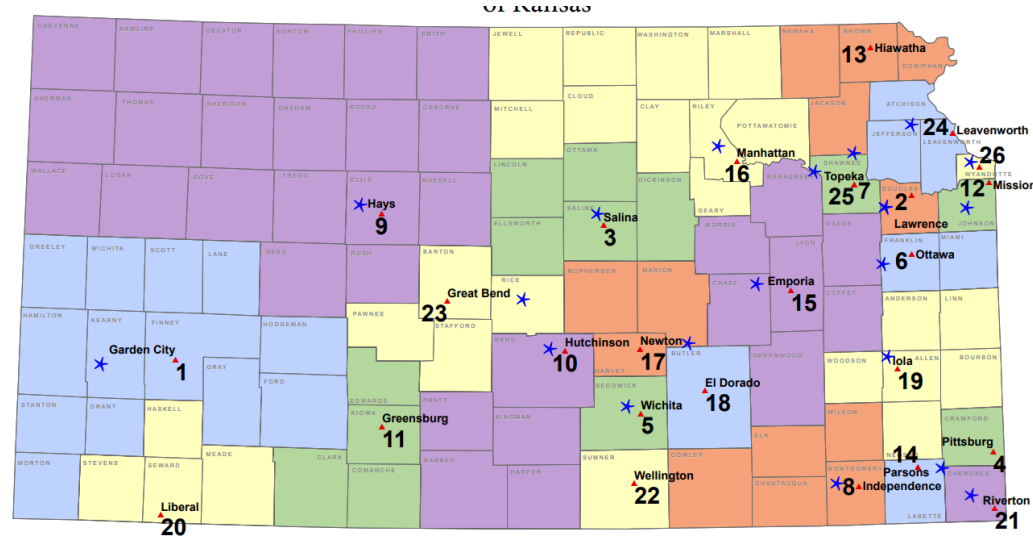 of Kansas
CHEYENNE RAWLINS DECATUR NORTON PHILLIPS SMITH JEWELL REPUBLIC WASHINGTON MARSHALL NEMAHA BROWN
13 Hiawatha
DONIPHAN
SHERMAN THOMAS SHERIDAN GRAHAM ROOKS OSBORNE MITCHELL CLOUD CLAY RILEY POTTAWATOMIE JACKSON ATCHISON
JEFFERSON 24 Leavenworth
LEAVENWORTH
26
WYANDOTTE
WALLACE LOGAN GOVE TREGO ELLIS RUSSELL LINCOLN OTTAWA
Manhattan
16
DICKINSON GEARY WABAUNSEE SHAWNEE
Topeka
25 7
DOUGLAS
2
Lawrence
12 Mission
JOHNSON
Hays
9
ELLSWORTH SALINE
Salina
3
MORRIS LYON OSAGE
GREELEY WICHITA SCOTT LANE NESS RUSH BARTON
FRANKLIN MIAMI
6 Ottawa
RICE MCPHERSON MARION CHASE
Emporia
15
COFFEY ANDERSON LINN
Great Bend
23
PAWNEE STAFFORD
HAMILTON KEARNY FINNEY HODGEMAN
Garden City
1
GRAY FORD
RENO
Hutchinson
10
Newton
17
HARVEY BUTLER GREENWOOD WOODSON ALLEN BOURBON
Iola
19
SEDGWICK
El Dorado
18
Wichita
5
STANTON GRANT HASKELL EDWARDS
KIOWA PRATT KINGMAN
Greensburg
11
ELK WILSON CRAWFORD
Pittsburg
4
MORTON STEVENS SEWARD MEADE CLARK COMANCHE BARBER HARPER SUMNER COWLEY CHAUTAUQUA MONTGOMERY CHEROKEE
14
Parsons
8 Independence
LABETTE
Wellington
22
Liberal
20
Riverton
21